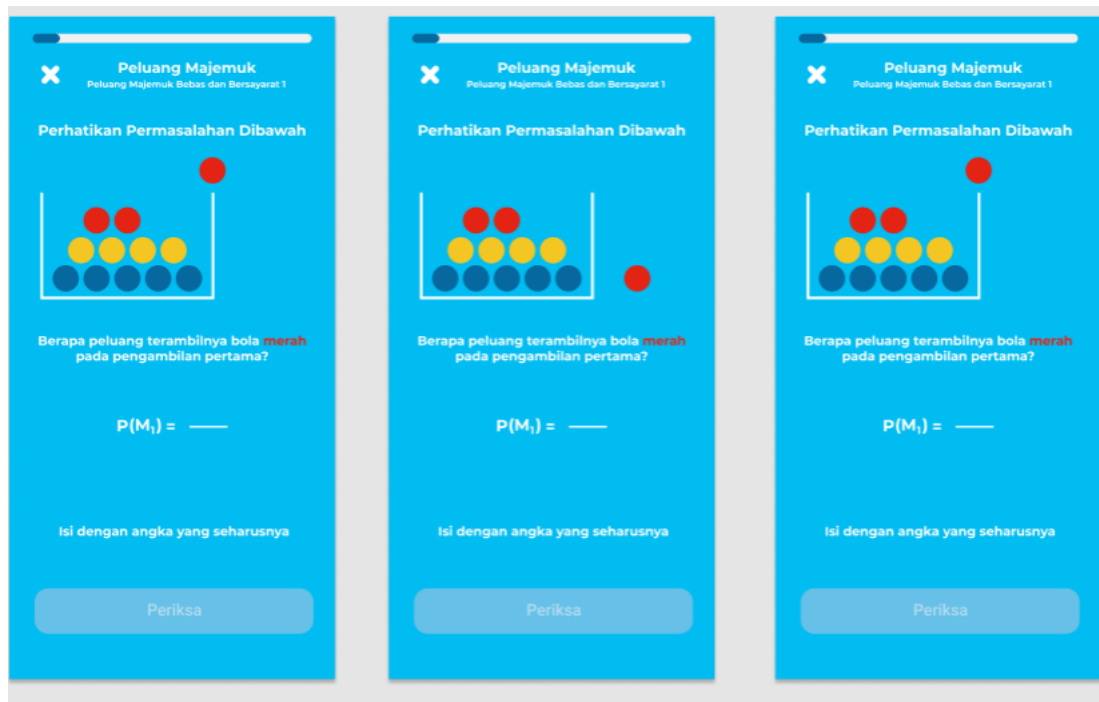 Peluang Majemuk
Peluang Majemuk Bebas dan Bersayarat 1
Perhatikan Permasalahan Dibawah
Berapa peluang terambilnya bola merah
pada pengambilan pertama?
P(M₁) =
Isi dengan angka yang seharusnya
Periksa
Peluang Majemuk
Peluang Majemuk Bebas dan Bersayarat 1
Perhatikan Permasalahan Dibawah
Berapa peluang terambilnya bola merah
pada pengambilan pertama?
P(M₁) =
Isi dengan angka yang seharusnya
Periksa
Peluang Majemuk
Peluang Majemuk Bebas dan Bersayarat 1
Perhatikan Permasalahan Dibawah
Berapa peluang terambilnya bola merah
pada pengambilan pertama?
P(M₁) =
Isi dengan angka yang seharusnya
Periksa